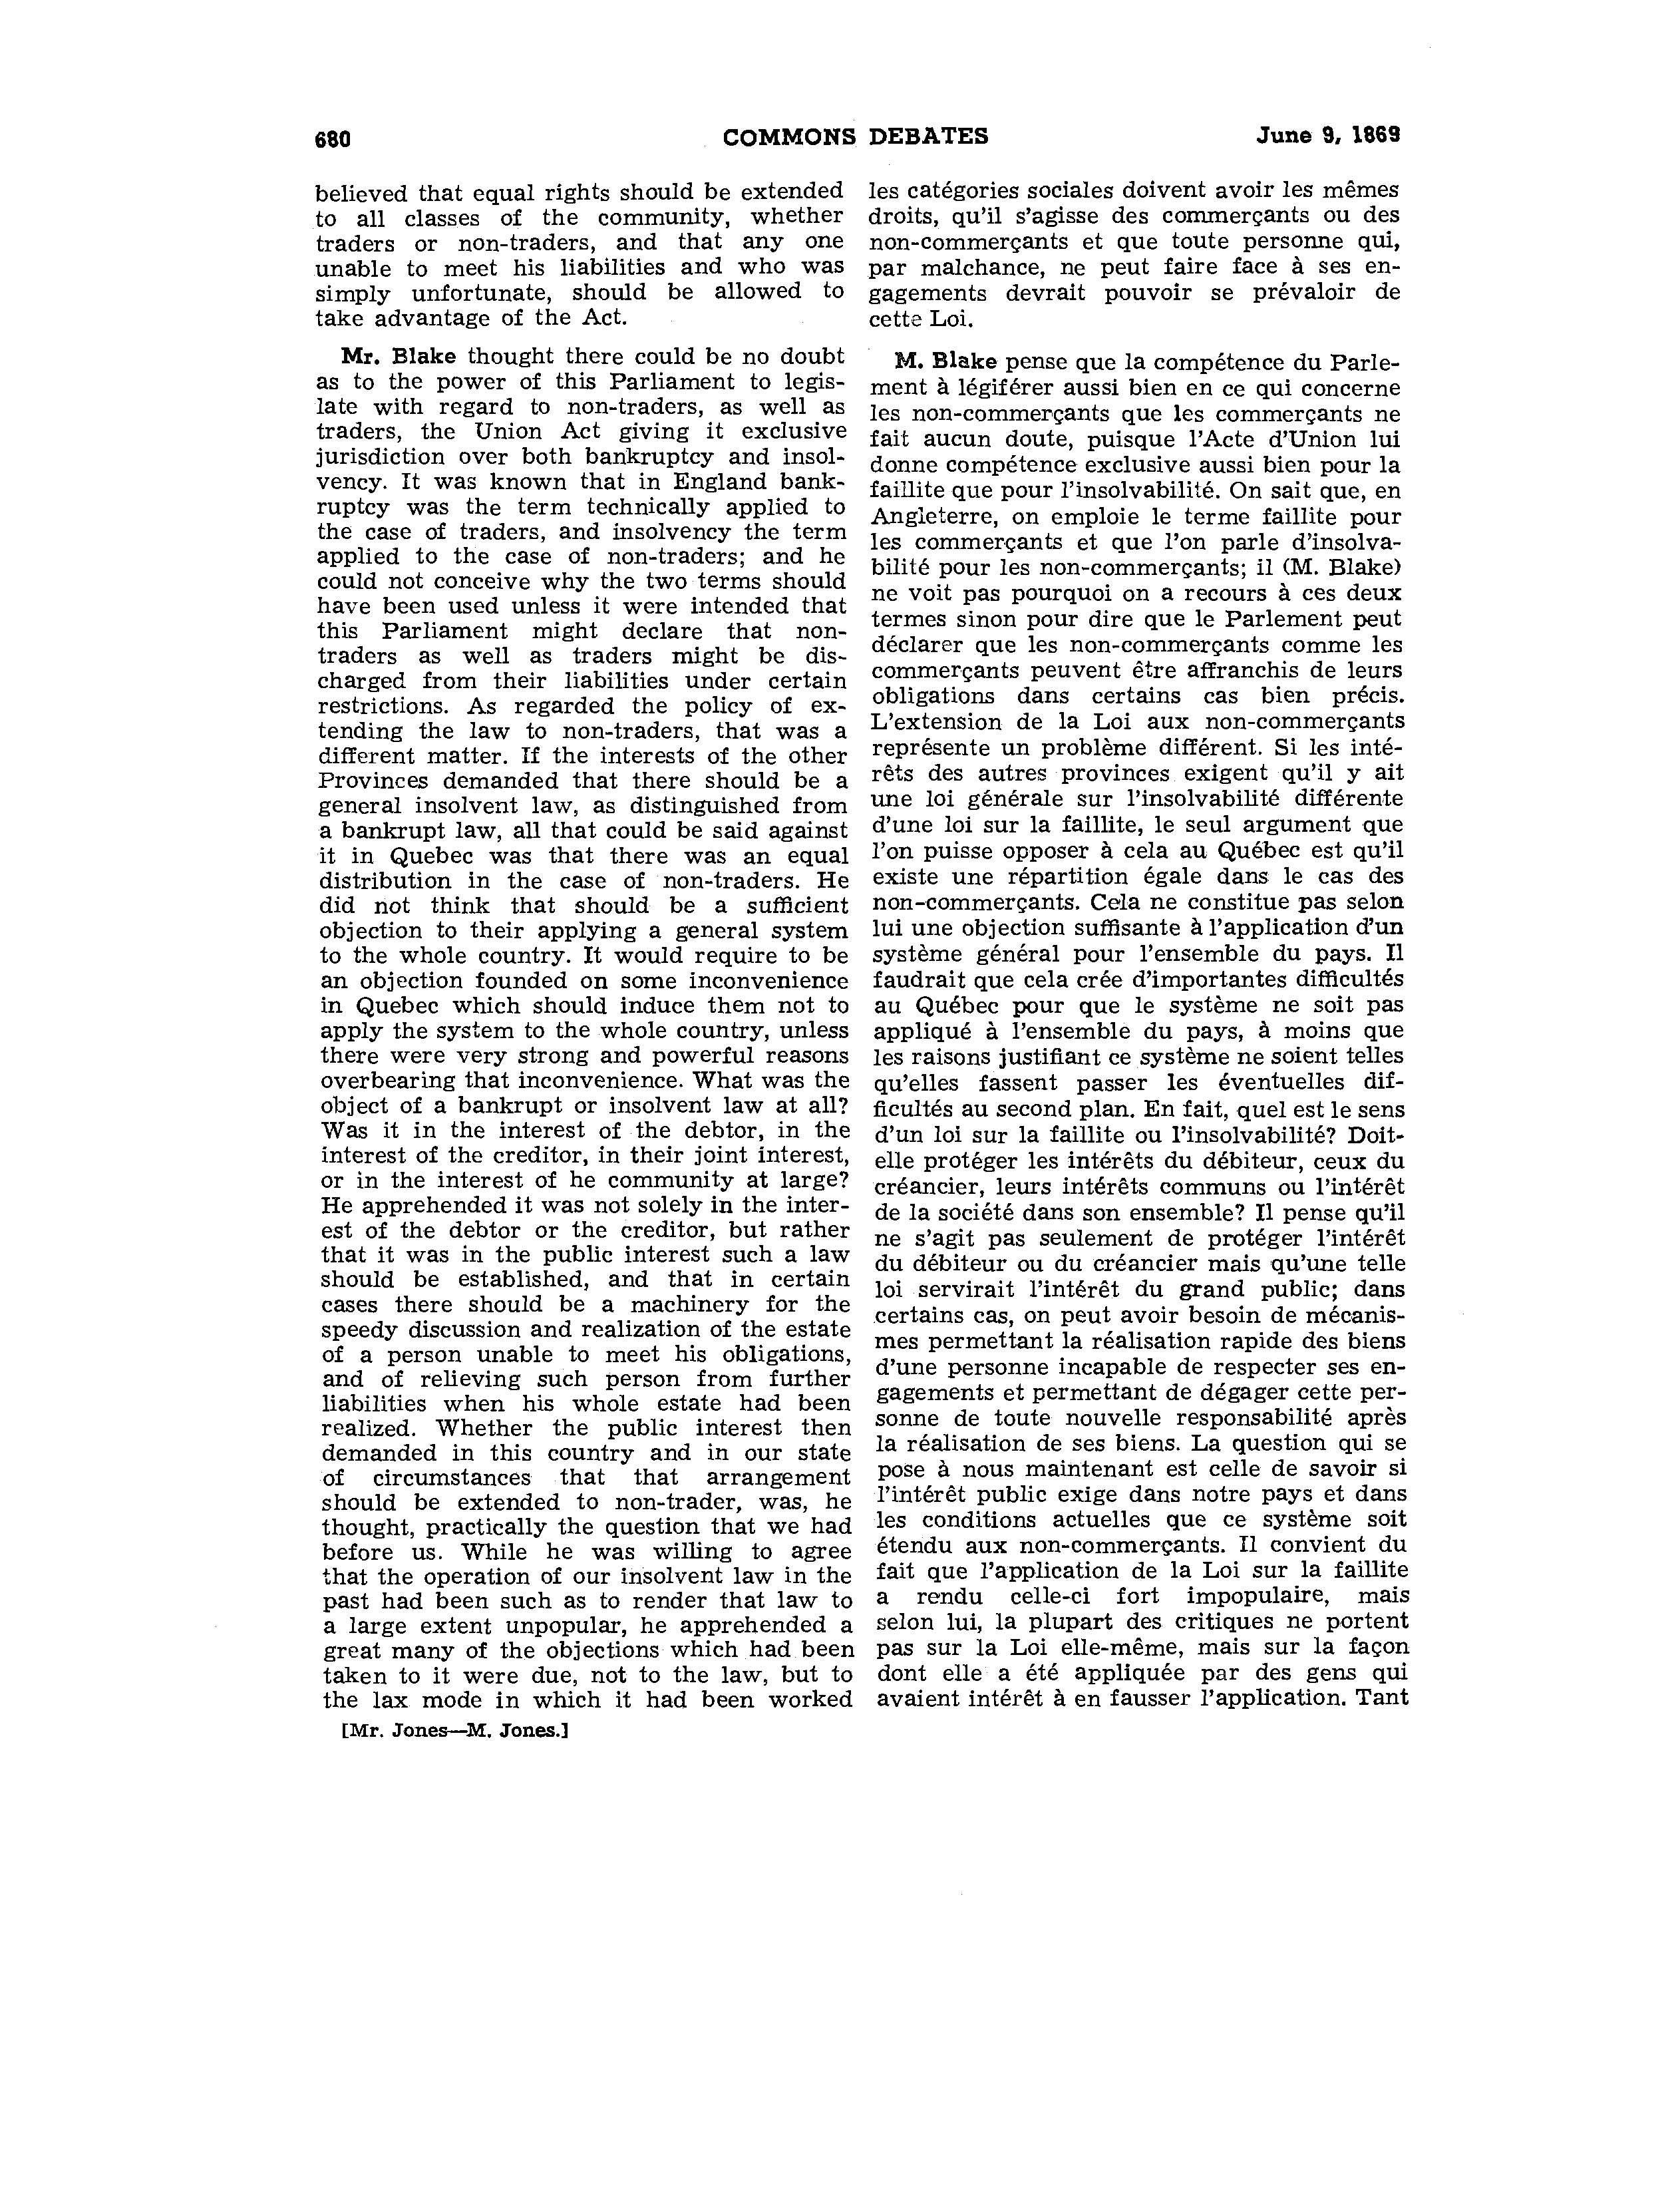 680
COMMONS DEBATES
June 9, 1869
believed that equal rights should be extended
to all classes of the community, whether
traders or non-traders, and that any one
unable to meet his liabilities and who was
simply unfortunate, should be allowed to
take advantage of the Act.
Mr. Blake thought there could be no doubt
as to the power of this Parliament to legis-
late with regard to non-traders, as well as
traders, the Union Act giving it exclusive
jurisdiction over both bankruptcy and insol-
vency. It was known that in England bank-
ruptcy was the term technically applied to
the case of traders, and insolvency the term
applied to the case of non-traders; and he
could not conceive why the two terms should
have been used unless it were intended that
this Parliament might declare that non-
traders as well as traders might be dis-
charged from their liabilities under certain
restrictions. As regarded the policy of ex-
tending the law to non-traders, that was a
different matter. If the interests of the other
Provinces demanded that there should be a
general insolvent law, as distinguished from
a bankrupt law, all that could be said against
it in Quebec was that there was an equal
distribution in the case of non-traders. He
did not think that should be a sufficient
objection to their applying a general system
to the whole country. It would require to be
an objection founded on some inconvenience
in Quebec which should induce them not to
apply the system to the whole country, unless
there were very strong and powerful reasons
overbearing that inconvenience. What was the
object of a bankrupt or insolvent law at all?
Was it in the interest of the debtor, in the
interest of the creditor, in their joint interest,
or in the interest of he community at large?
He apprehended it was not solely in the inter-
est of the debtor or the creditor, but rather
that it was in the public interest such a law
should be established, and that in certain
cases there should be a machinery for the
speedy discussion and realization of the estate
of a person unable to meet his obligations,
and of relieving such person from further
liabilities when his whole estate had been
realized. Whether the public interest then
demanded in this country and in our state
of circumstances that that arrangement
should be extended to non-trader, was, he
thought, practically the question that we had
before us. While he was willing to agree
that the operation of our insolvent law in the
past had been such as to render that law to
a large extent unpopular, he apprehended a
great many of the objections which had been
taken to it were due, not to the law, but to
the lax mode in which it had been worked
[Mr. Jones—M. Jones.]
les catégories sociales doivent avoir les mêmes
droits, qu'il s'agisse des commerçants ou des
non-commerçants et que toute personne qui,
par malchance, ne peut faire face à ses en-
gagements devrait pouvoir se prévaloir de
cette Loi.
M. Blake pense que la compétence du Parle-
ment à légiférer aussi bien en ce qui concerne
les non-commerçants que les commerçants ne
fait aucun doute, puisque l'Acte d'Union lui
donne compétence exclusive aussi bien pour la
faillite que pour l'insolvabilité. On sait que, en
Angleterre, on emploie le terme faillite pour
les commerçants et que l'on parle d'insolva-
bilité pour les non-commerçants; il (M. Blake)
ne voit pas pourquoi on a recours à ces deux
termes sinon pour dire que le Parlement peut
déclarer que les non-commerçants comme les
commerçants peuvent être affranchis de leurs
obligations dans certains cas bien précis.
L'extension de la Loi aux non-commerçants
représente un problème différent. Si les inté-
rêts des autres provinces exigent qu'il y ait
une loi générale sur l'insolvabilité différente
d'une loi sur la faillite, le seul argument que
l'on puisse opposer à cela au Québec est qu'il
existe une répartition égale dans le cas des
non-commerçants. Cela ne constitue pas selon
lui une objection suffisante à l'application d'un
système général pour l'ensemble du pays. Il
faudrait que cela crée d'importantes difficultés
au Québec pour que le système ne soit pas
appliqué à l'ensemble du pays, à moins que
les raisons justifiant ce système ne soient telles
qu'elles fassent passer les éventuelles dif-
ficultés au second plan. En fait, quel est le sens
d'un loi sur la faillite ou l'insolvabilité? Doit-
elle protéger les intérêts du débiteur, ceux du
créancier, leurs intérêts communs ou l'intérêt
de la société dans son ensemble? Il pense qu'il
ne s'agit pas seulement de protéger l'intérêt
du débiteur ou du créancier mais qu'une telle
loi servirait l'intérêt du grand public; dans
certains cas, on peut avoir besoin de mécanis-
mes permettant la réalisation rapide des biens
d'une personne incapable de respecter ses en-
gagements et permettant de dégager cette per-
sonne de toute nouvelle responsabilité après
la réalisation de ses biens. La question qui se
pose à nous maintenant est celle de savoir si
l'intérêt public exige dans notre pays et dans
les conditions actuelles que ce système soit
étendu aux non-commerçants. Il convient du
fait que l'application de la Loi sur la faillite
a rendu celle-ci fort impopulaire, mais
selon lui, la plupart des critiques ne portent
pas sur la Loi elle-même, mais sur la façon
dont elle a été appliquée par des gens qui
avaient intérêt à en fausser l'application. Tant